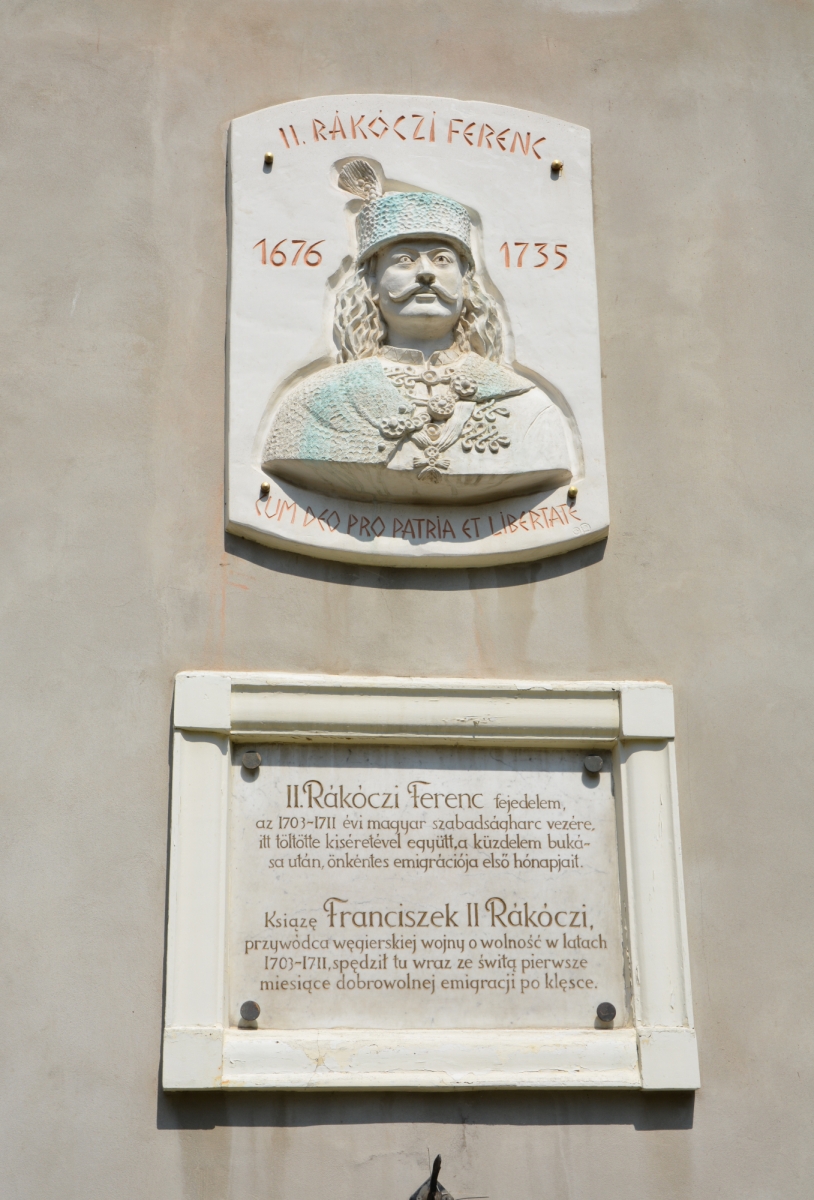 II. RÁKÓCZI FERENC
1676 1735
CUM DEO PRO PATRIA ET LIBERTATE
II. Rákóczi Ferenc fejedelem,
az 1703-1711 évi magyar szabadságharc vezére,
itt töltötte kiséretével együtt,a küzdelem buká-
sa után, önkéntes emigrációja első hónapjait.
Książę Franciszek II Rákóczi,
przywódca węgierskiej wojny o wolność w latach
1703-1711, spędził tu wraz ze świtą pierwsze
miesiące dobrowolnej emigracji po klęsce.